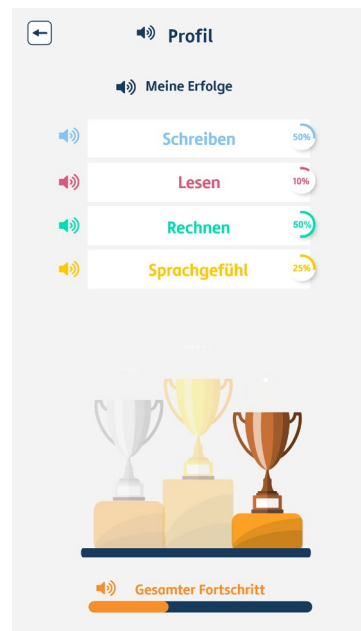 Profil
Meine Erfolge
Schreiben 50%
Lesen 10%
Rechnen 50%
Sprachgefühl 25%
Gesamter Fortschritt